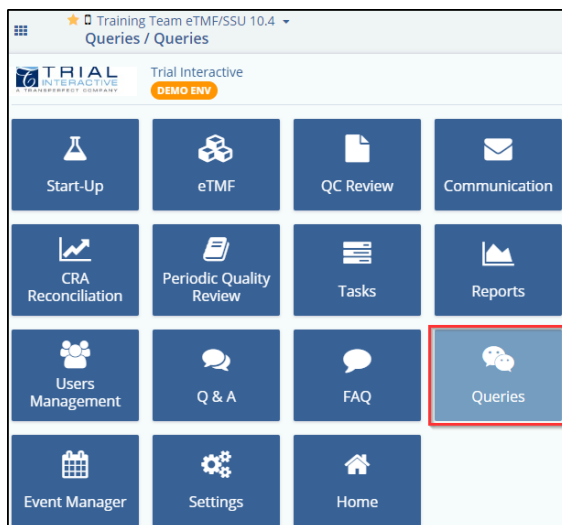 Training Team eTMF/SSU 10.4
Queries / Queries
TRIAL
INTERACTIVE
A TRANSPERFECT COMPANY
Trial Interactive
DEMO ENV
Start-Up
eTMF
QC Review
Communication
CRA
Reconciliation
Periodic Quality
Review
Tasks
Reports
Users
Management
Q & A
FAQ
Queries
Event Manager
Settings
Home